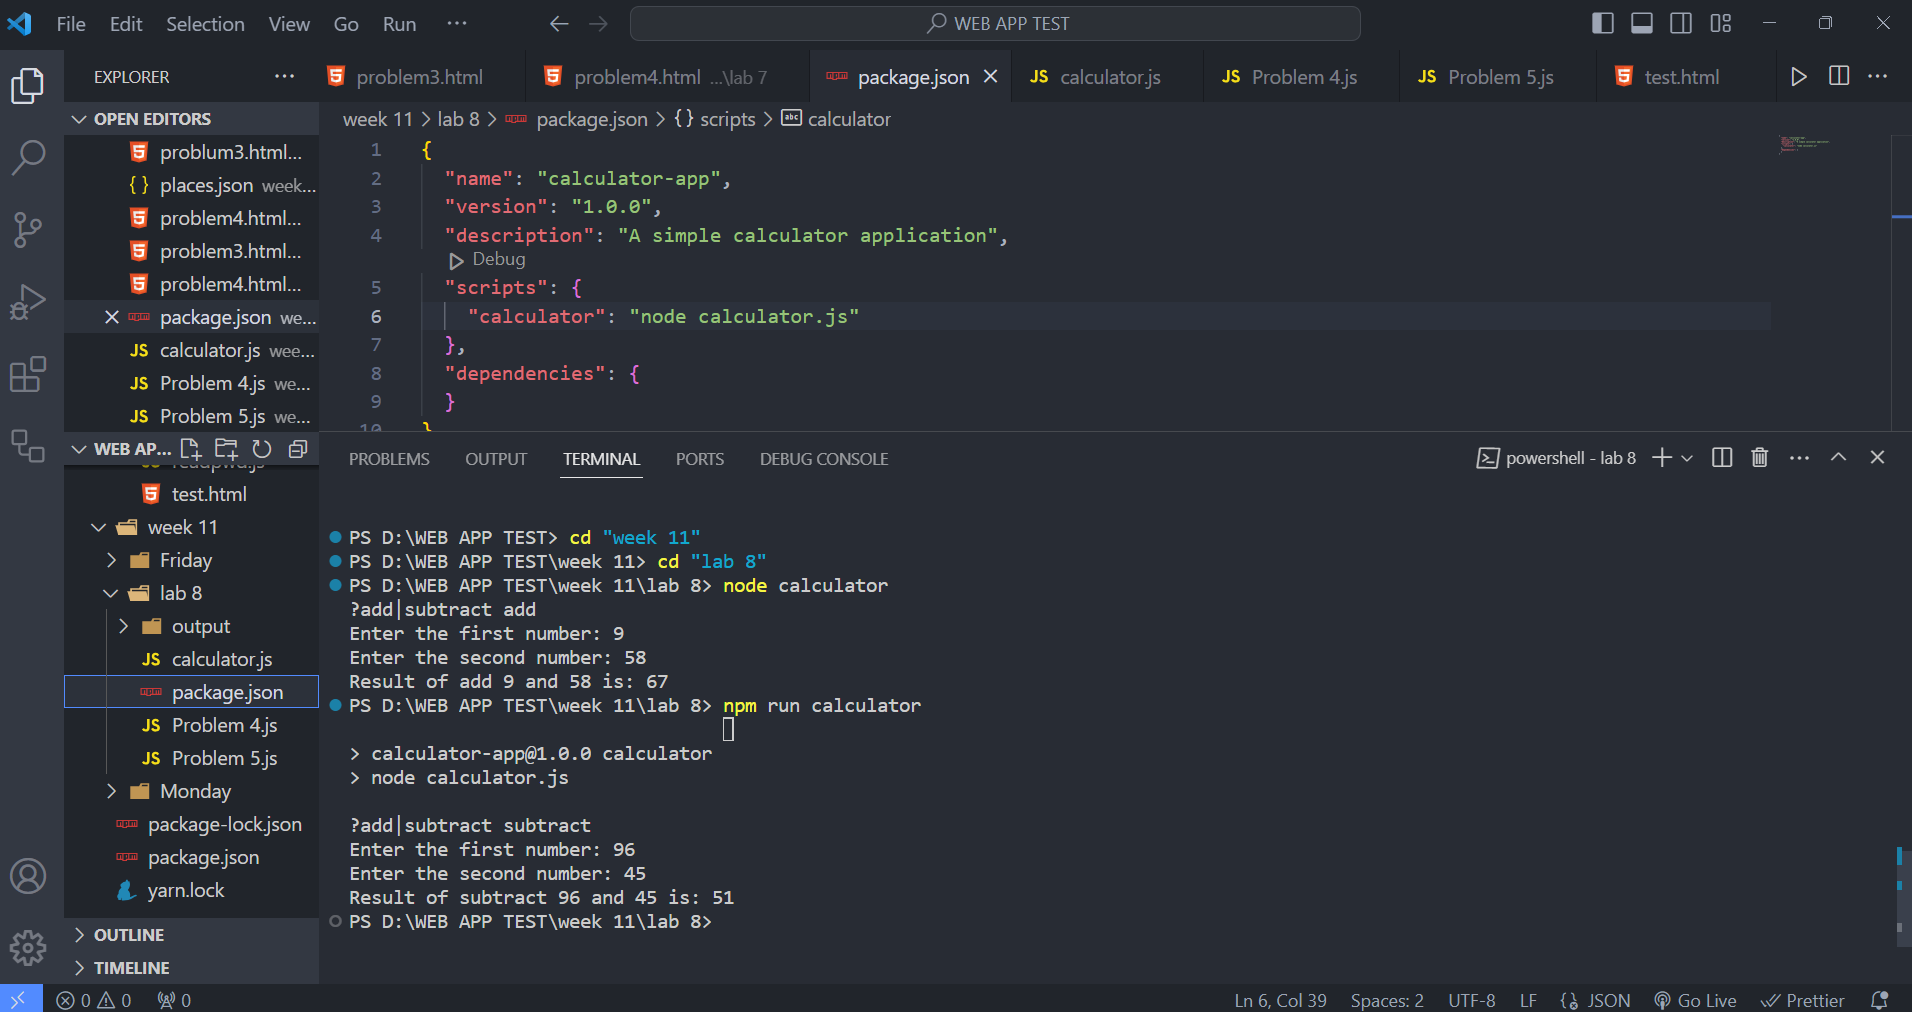 File Edit Selection View Go Run ···
WEB APP TEST
EXPLORER ···
problem3.html
problem4.html ...\lab 7
package.json
JS calculator.js
JS Problem 4.js
JS Problem 5.js
test.html
OPEN EDITORS
problum3.html...
{} places.json week...
problem4.html...
problem3.html...
problem4.html...
package.json we...
JS calculator.js wee...
JS Problem 4.js we...
JS Problem 5.js we...
WEB AP...
readpwd.js
test.html
week 11
Friday
lab 8
output
JS calculator.js
package.json
JS Problem 4.js
JS Problem 5.js
Monday
package-lock.json
package.json
yarn.lock
OUTLINE
TIMELINE
week 11 > lab 8 > package.json > {} scripts > abc calculator
1 {
2 "name": "calculator-app",
3 "version": "1.0.0",
4 "description": "A simple calculator application",
Debug
5 "scripts": {
6 "calculator": "node calculator.js"
7 },
8 "dependencies": {
9 }
10 }
PROBLEMS OUTPUT TERMINAL PORTS DEBUG CONSOLE
powershell - lab 8
PS D:\WEB APP TEST> cd "week 11"
PS D:\WEB APP TEST\week 11> cd "lab 8"
PS D:\WEB APP TEST\week 11\lab 8> node calculator
?add|subtract add
Enter the first number: 9
Enter the second number: 58
Result of add 9 and 58 is: 67
PS D:\WEB APP TEST\week 11\lab 8> npm run calculator
> calculator-app@1.0.0 calculator
> node calculator.js
?add|subtract subtract
Enter the first number: 96
Enter the second number: 45
Result of subtract 96 and 45 is: 51
PS D:\WEB APP TEST\week 11\lab 8>
0 0 0
Ln 6, Col 39 Spaces: 2 UTF-8 LF JSON Go Live Prettier